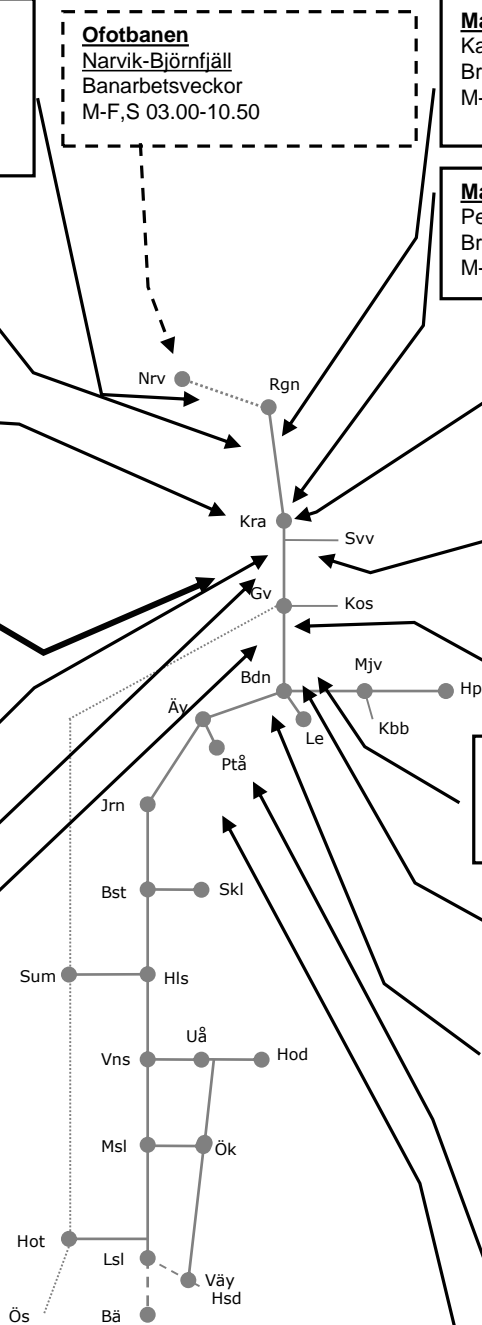 Ofotbanen
Narvik-Björnfjäll
Banarbetsveckor
M-F,S 03.00-10.50
Ma
Ka
Br
M-
Ma
Pe
Br
M-
Nrv
Rgn
Kra
Svv
Gv
Kos
Bdn
Mjv
Hp
Äv
Le
Kbb
Ptå
Jrn
Bst
Skl
Sum
Hls
Uå
Vns
Hod
Msl
Ök
Hot
Lsl
Väy
Hsd
Ös
Bä